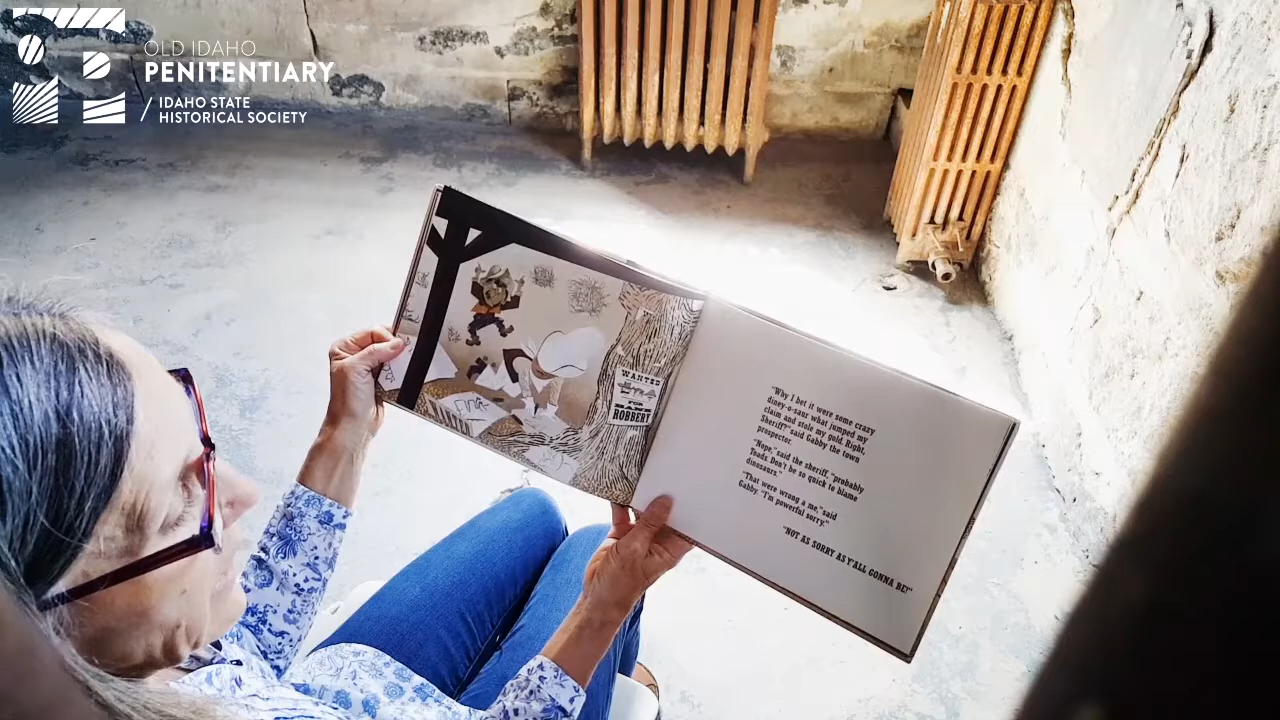 OLD IDAHO
PENITENTIARY
/ IDAHO STATE
HISTORICAL SOCIETY
WANTED
FOR
BANK
ROBBERY
"Why I bet it were some crazy
diney-o-saur what jumped my
claim and stole my gold. Right,
Sheriff?" said Gabby the town
prospector.
"Nope," said the sheriff, "probably
Toads. Don't be so quick to blame
dinosaurs."
"That were wrong a me," said
Gabby. "I'm powerful sorry."
"NOT AS SORRY AS Y'ALL GONNA BE!"